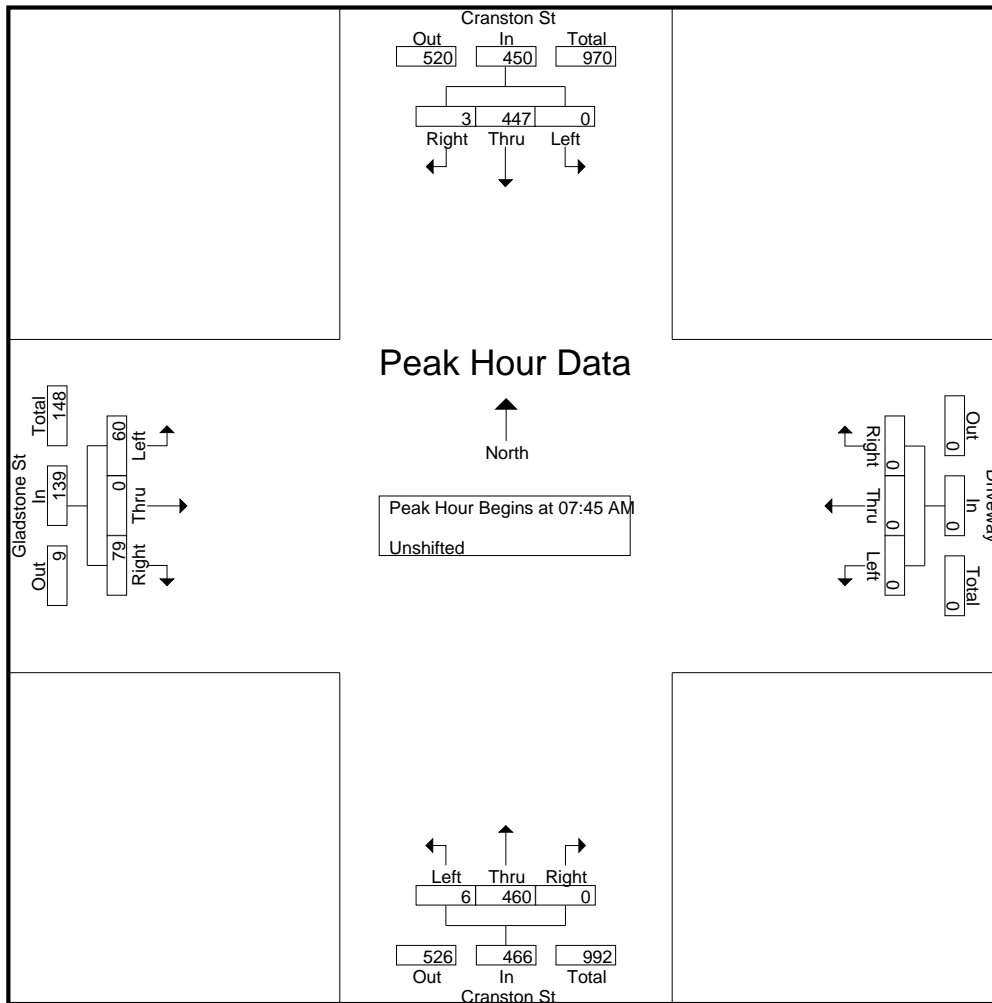 Cranston St
Out In Total
520 450 970
3 447 0
Right Thru Left
Peak Hour Data
North
Peak Hour Begins at 07:45 AM
Unshifted
Gladstone St
Total In Out
148 139 9
60 0 79
Left Thru Right
Driveway
Out In Total
0 0 0
0 0 0
Right Thru Left
Left Thru Right
6 460 0
526 466 992
Out In Total
Cranston St